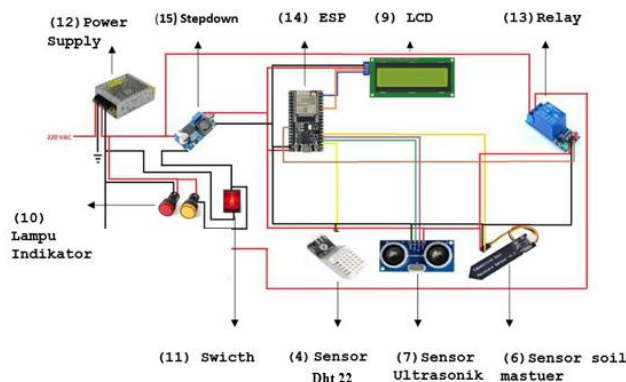 (12) Power
Supply
(15) Stepdown
(14) ESP
(9) LCD
(13) Relay
220 VAC
(10)
Lampu
Indikator
(11) Swicth
(4) Sensor
Dht 22
(7) Sensor
Ultrasonik
(6) Sensor soil
mastuer